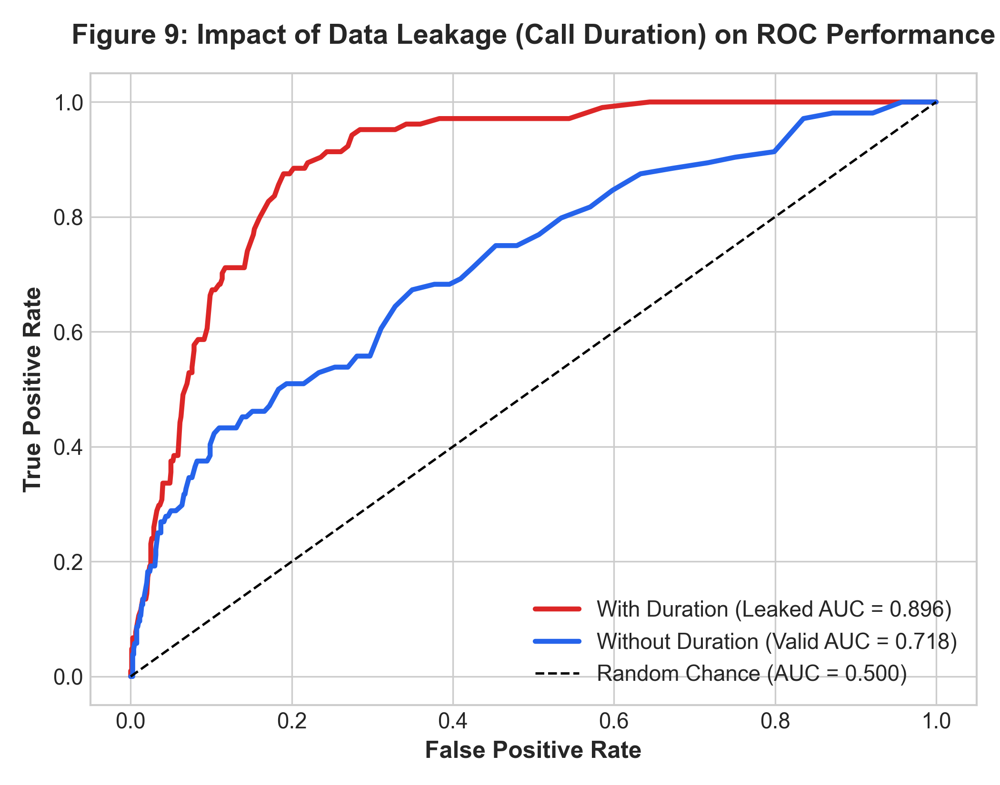 Figure 9: Impact of Data Leakage (Call Duration) on ROC Performance
1.0
0.8
0.6
0.4
0.2
0.0
True Positive Rate
With Duration (Leaked AUC = 0.896)
Without Duration (Valid AUC = 0.718)
Random Chance (AUC = 0.500)
0.0 0.2 0.4 0.6 0.8 1.0
False Positive Rate